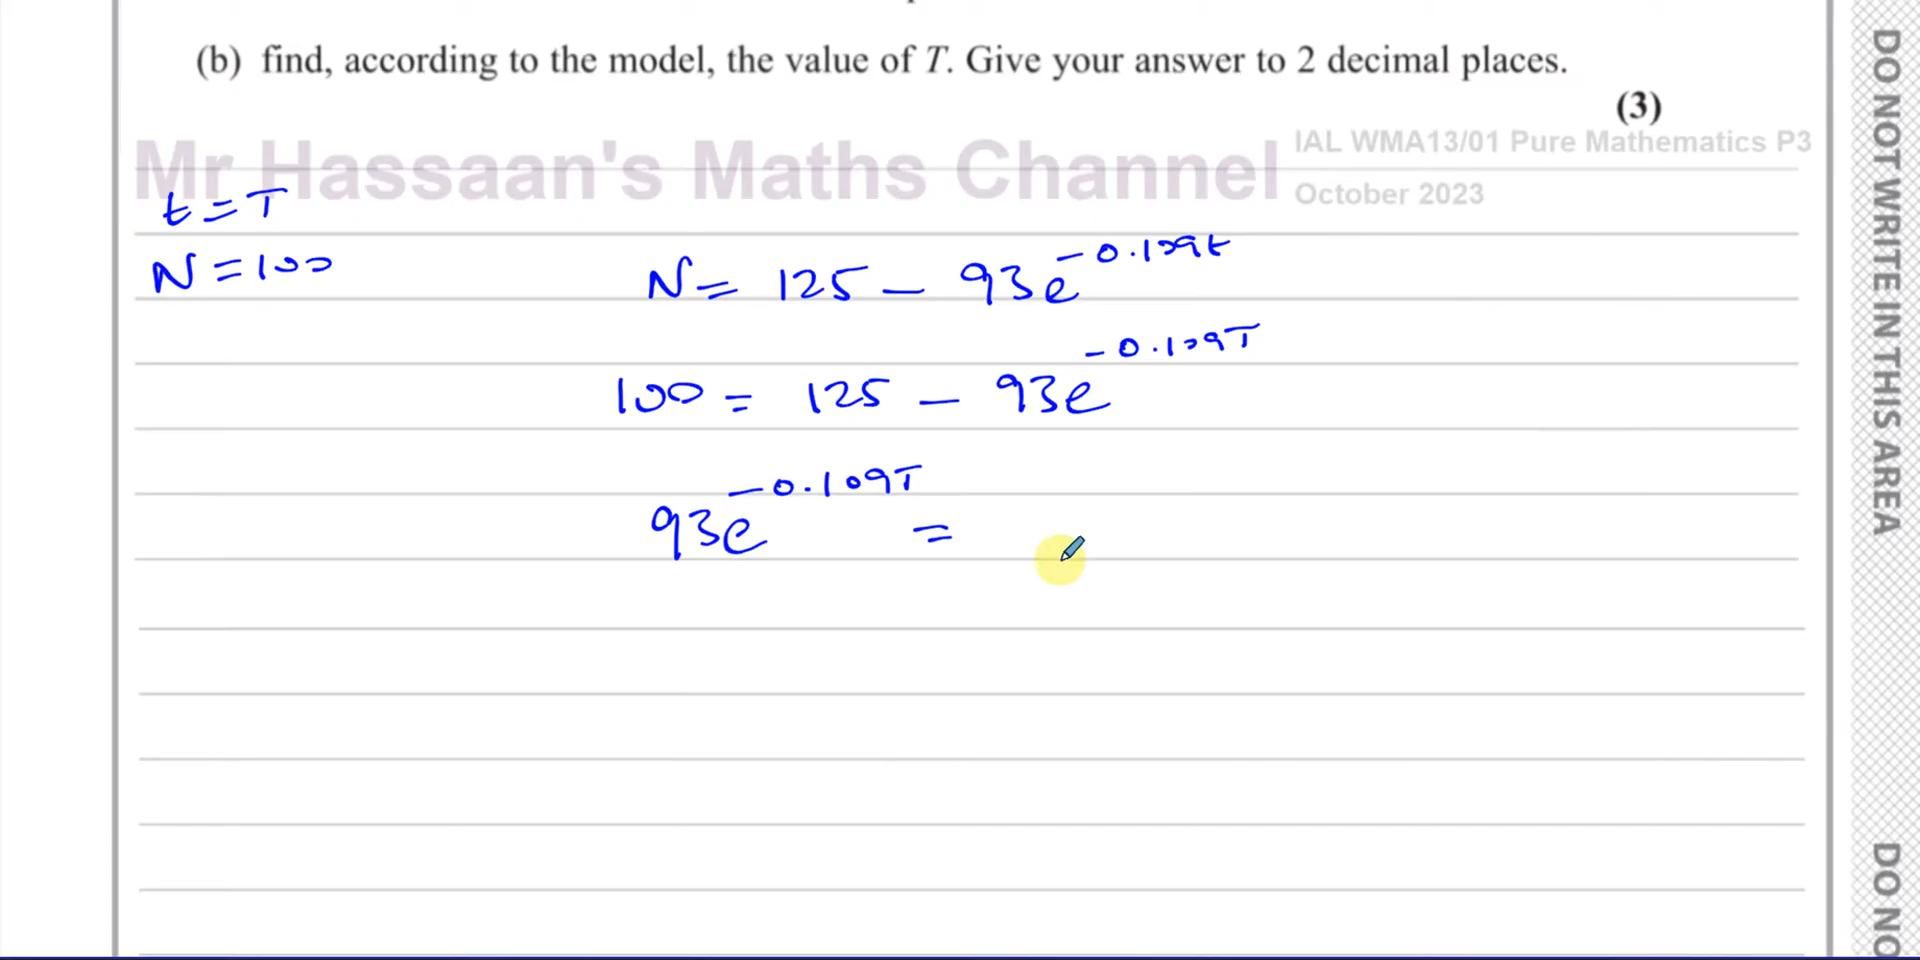 (b) find, according to the model, the value of T. Give your answer to 2 decimal places.
(3)
Mr Hassaan's Maths Channel
IAL WMA13/01 Pure Mathematics P3
October 2023
t = T
N = 100
N = 125 − 93e^−0.109t
100 = 125 − 93e^−0.109T
93e^−0.109T =
DO NOT WRITE IN THIS AREA
DO NO